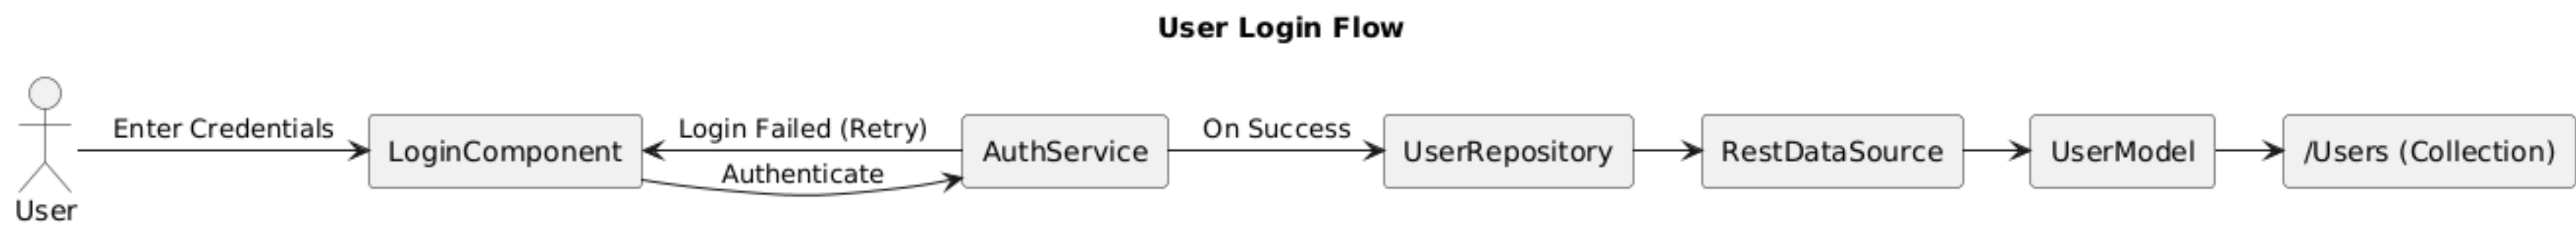 User Login Flow
Enter Credentials
LoginComponent
Login Failed (Retry)
Authenticate
AuthService
On Success
UserRepository
RestDataSource
UserModel
/Users (Collection)
User